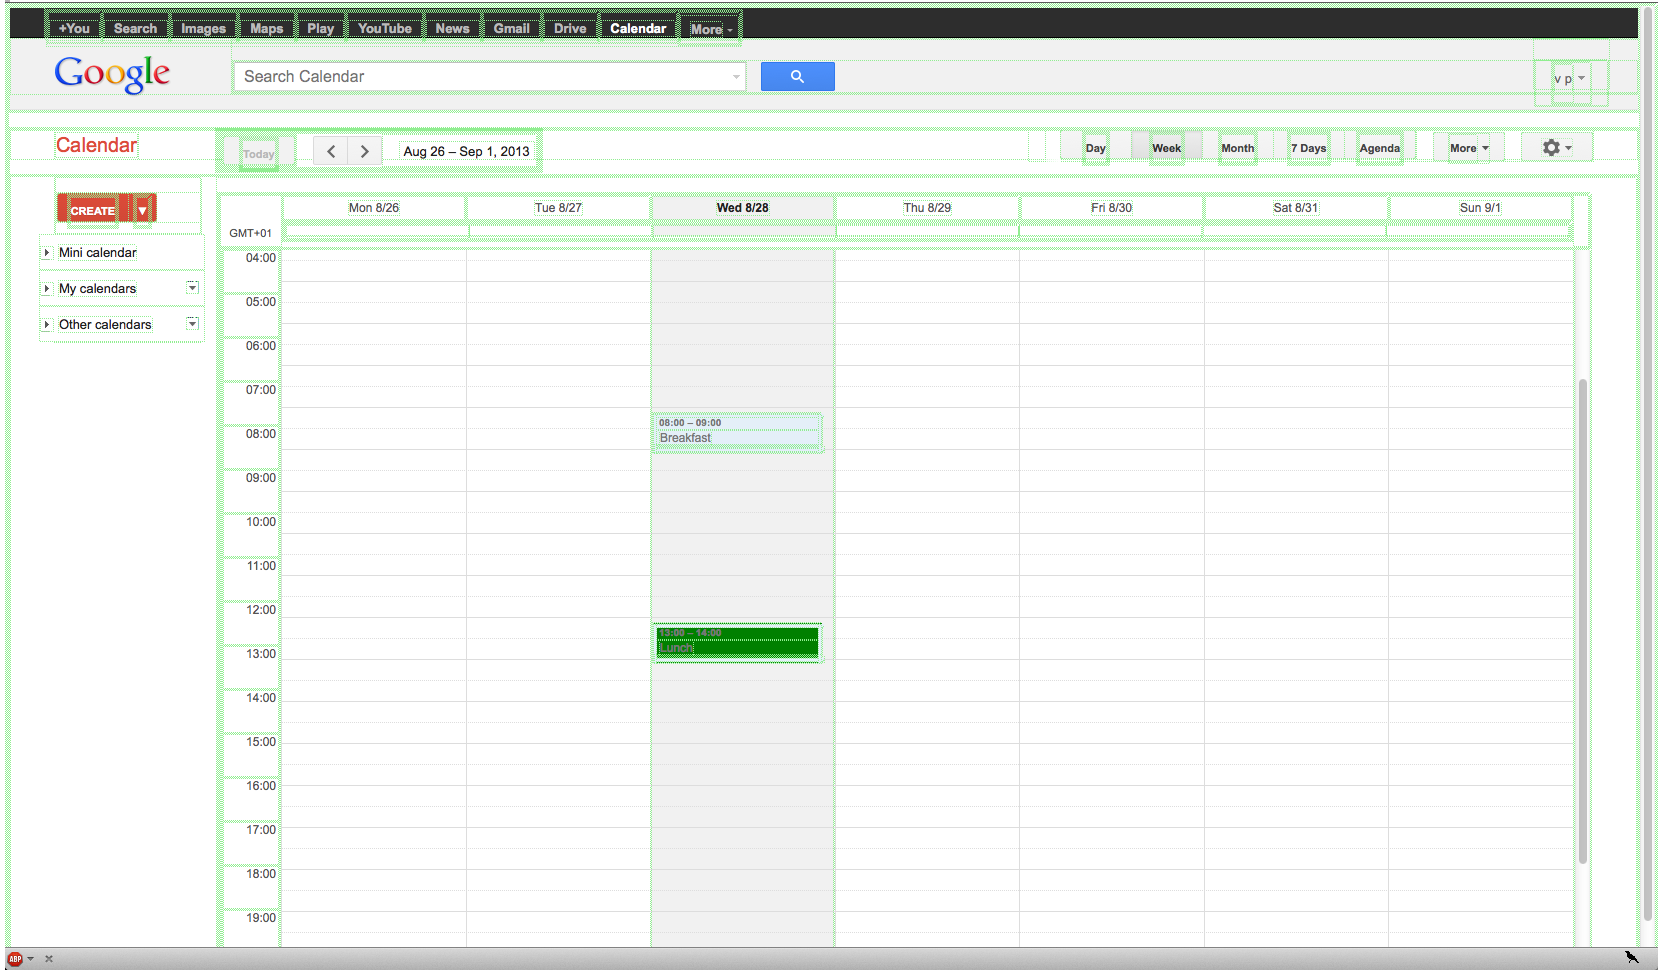 +You Search Images Maps Play YouTube News Gmail Drive Calendar More
Google Search Calendar v p
Calendar Today Aug 26 – Sep 1, 2013 Day Week Month 7 Days Agenda More
CREATE
Mini calendar
My calendars
Other calendars
Mon 8/26 Tue 8/27 Wed 8/28 Thu 8/29 Fri 8/30 Sat 8/31 Sun 9/1
GMT+01
04:00
05:00
06:00
07:00
08:00
09:00
10:00
11:00
12:00
13:00
14:00
15:00
16:00
17:00
18:00
19:00
08:00 – 09:00
Breakfast
13:00 – 14:00
Lunch
ABP